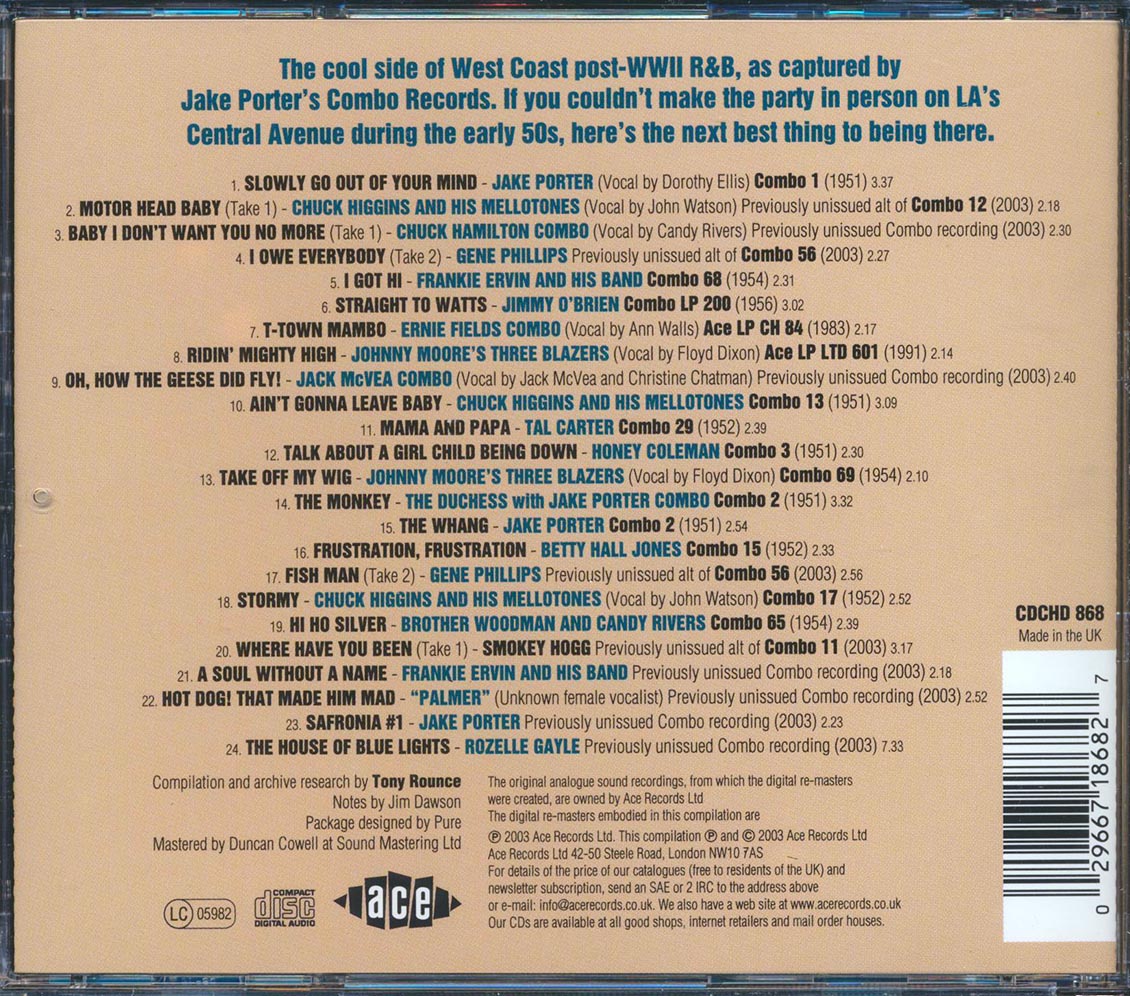 The cool side of West Coast post-WWII R&B, as captured by
Jake Porter's Combo Records. If you couldn't make the party in person on LA's
Central Avenue during the early 50s, here's the next best thing to being there.
1. SLOWLY GO OUT OF YOUR MIND - JAKE PORTER (Vocal by Dorothy Ellis) Combo 1 (1951) 3.37
2. MOTOR HEAD BABY (Take 1) - CHUCK HIGGINS AND HIS MELLOTONES (Vocal by John Watson) Previously unissued alt of Combo 12 (2003) 2.18
3. BABY I DON'T WANT YOU NO MORE (Take 1) - CHUCK HAMILTON COMBO (Vocal by Candy Rivers) Previously unissued Combo recording (2003) 2.30
4. I OWE EVERYBODY (Take 2) - GENE PHILLIPS Previously unissued alt of Combo 56 (2003) 2.27
5. I GOT HI - FRANKIE ERVIN AND HIS BAND Combo 68 (1954) 2.31
6. STRAIGHT TO WATTS - JIMMY O'BRIEN Combo LP 200 (1956) 3.02
7. T-TOWN MAMBO - ERNIE FIELDS COMBO (Vocal by Ann Walls) Ace LP CH 84 (1983) 2.17
8. RIDIN' MIGHTY HIGH - JOHNNY MOORE'S THREE BLAZERS (Vocal by Floyd Dixon) Ace LP LTD 601 (1991) 2.14
9. OH, HOW THE GEESE DID FLY! - JACK McVEA COMBO (Vocal by Jack McVea and Christine Chatman) Previously unissued Combo recording (2003) 2.40
10. AIN'T GONNA LEAVE BABY - CHUCK HIGGINS AND HIS MELLOTONES Combo 13 (1951) 3.09
11. MAMA AND PAPA - TAL CARTER Combo 29 (1952) 2.39
12. TALK ABOUT A GIRL CHILD BEING DOWN - HONEY COLEMAN Combo 3 (1951) 2.30
13. TAKE OFF MY WIG - JOHNNY MOORE'S THREE BLAZERS (Vocal by Floyd Dixon) Combo 69 (1954) 2.10
14. THE MONKEY - THE DUCHESS with JAKE PORTER COMBO Combo 2 (1951) 3.32
15. THE WHANG - JAKE PORTER Combo 2 (1951) 2.54
16. FRUSTRATION, FRUSTRATION - BETTY HALL JONES Combo 15 (1952) 2.33
17. FISH MAN (Take 2) - GENE PHILLIPS Previously unissued alt of Combo 56 (2003) 2.56
18. STORMY - CHUCK HIGGINS AND HIS MELLOTONES (Vocal by John Watson) Combo 17 (1952) 2.52
19. HI HO SILVER - BROTHER WOODMAN AND CANDY RIVERS Combo 65 (1954) 2.39
20. WHERE HAVE YOU BEEN (Take 1) - SMOKEY HOGG Previously unissued alt of Combo 11 (2003) 3.17
21. A SOUL WITHOUT A NAME - FRANKIE ERVIN AND HIS BAND Previously unissued Combo recording (2003) 2.18
22. HOT DOG! THAT MADE HIM MAD - "PALMER" (Unknown female vocalist) Previously unissued Combo recording (2003) 2.52
23. SAFRONIA #1 - JAKE PORTER Previously unissued Combo recording (2003) 2.23
24. THE HOUSE OF BLUE LIGHTS - ROZELLE GAYLE Previously unissued Combo recording (2003) 7.33
CDCHD 868
Made in the UK
0 29667 18682 7
Compilation and archive research by Tony Rounce
Notes by Jim Dawson
Package designed by Pure
Mastered by Duncan Cowell at Sound Mastering Ltd
LC 05982
COMPACT
disc
DIGITAL AUDIO
ace
The original analogue sound recordings, from which the digital re-masters
were created, are owned by Ace Records Ltd
The digital re-masters embodied in this compilation are
℗ 2003 Ace Records Ltd. This compilation ℗ and © 2003 Ace Records Ltd
Ace Records Ltd 42-50 Steele Road, London NW10 7AS
For details of the price of our catalogues (free to residents of the UK) and
newsletter subscription, send an SAE or 2 IRC to the address above
or e-mail: info@acerecords.co.uk. We also have a web site at www.acerecords.co.uk
Our CDs are available at all good shops, internet retailers and mail order houses.